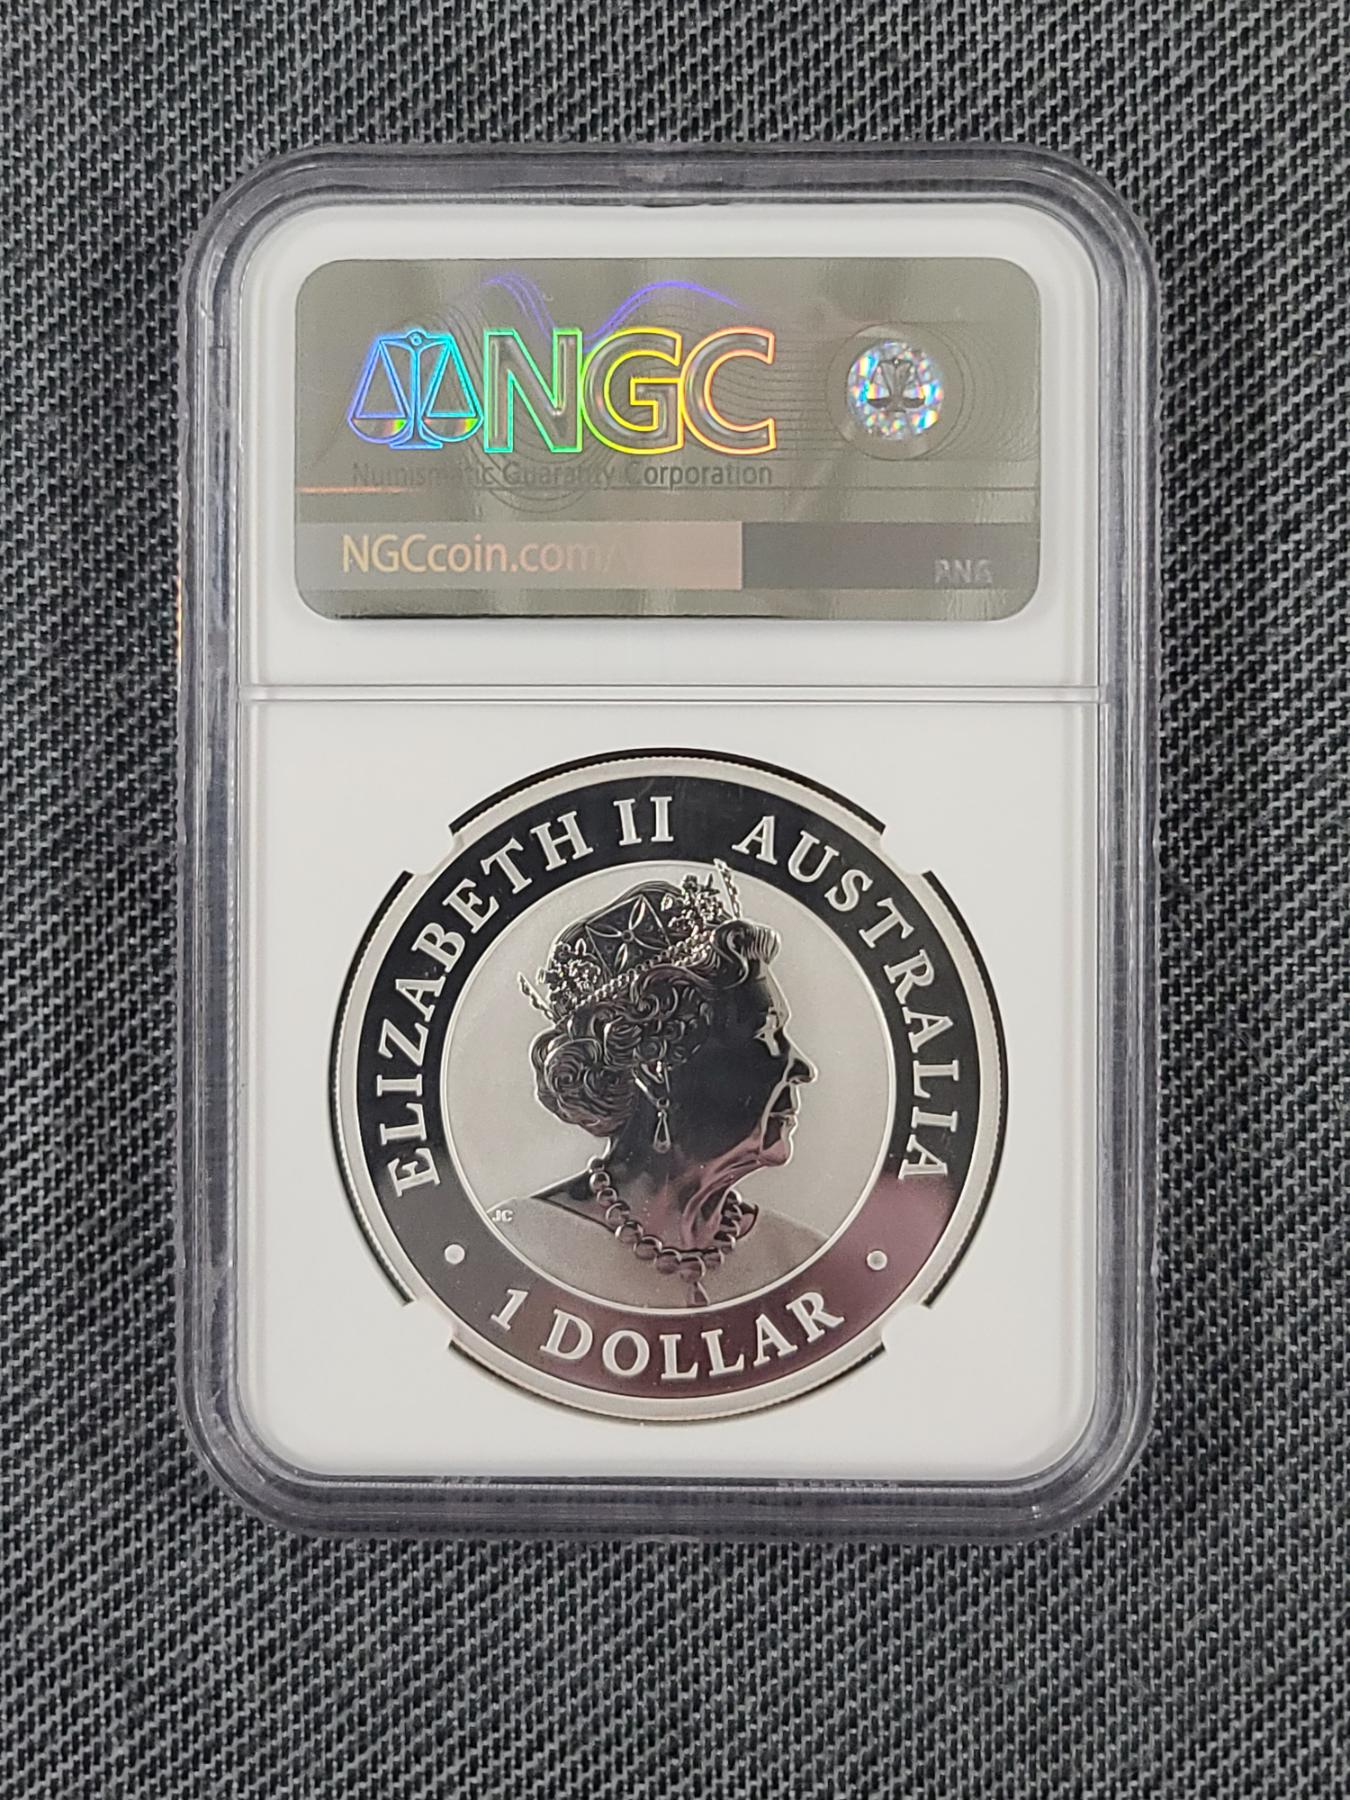 NGC
Numismatic Guaranty Corporation
NGCcoin.com/
PNG
ELIZABETH II AUSTRALIA
JC
• 1 DOLLAR •